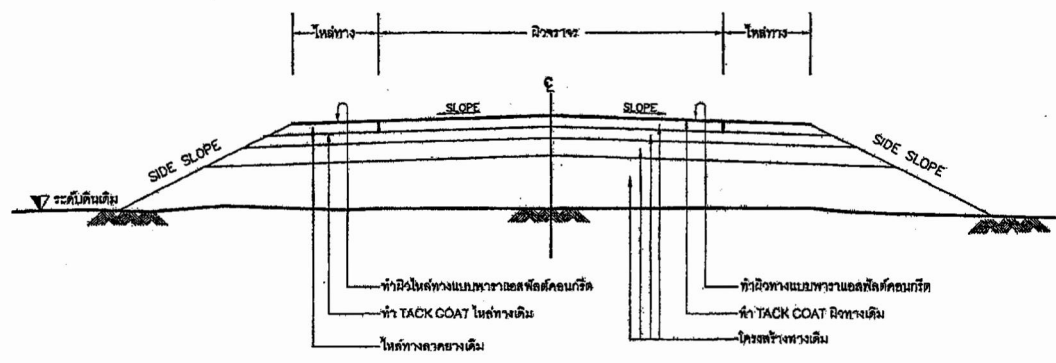 ไหล่ทาง ผิวจราจร ไหล่ทาง
℄
SLOPE SLOPE
SIDE SLOPE SIDE SLOPE
ระดับดินเดิม
ทำผิวไหล่ทางแบบพาราแอสฟัลต์คอนกรีต ทำผิวทางแบบพาราแอสฟัลต์คอนกรีต
ทำ TACK COAT ไหล่ทางเดิม ทำ TACK COAT ผิวทางเดิม
ไหล่ทางลาดยางเดิม โครงสร้างทางเดิม